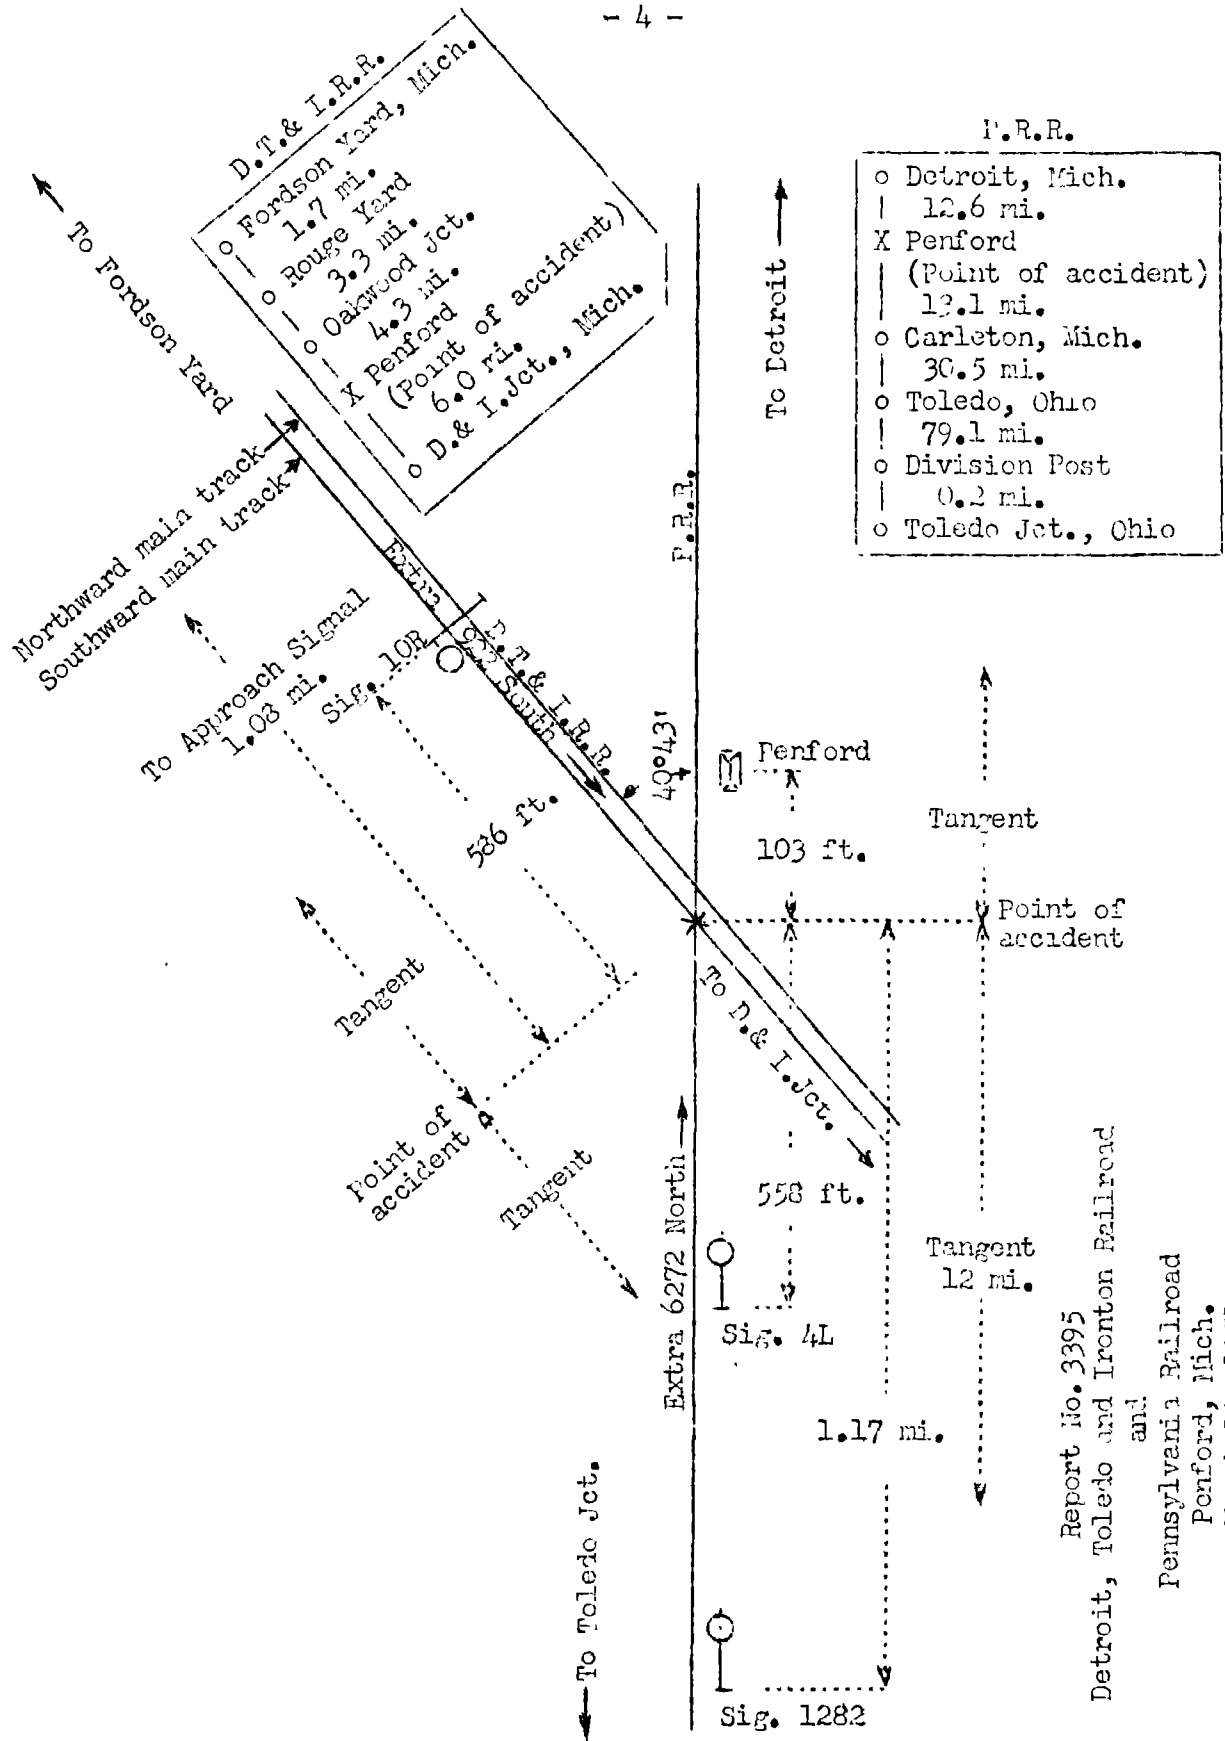 - 4 -
D.T.& I.R.R.
o Fordson Yard, Mich.
1.7 mi.
o Rouge Yard
3.3 mi.
o Oakwood Jct.
4.3 mi.
X Penford
(Point of accident)
6.0 mi.
o D.& I.Jct., Mich.
P.R.R.
o Detroit, Mich.
12.6 mi.
X Penford
(Point of accident)
13.1 mi.
o Carleton, Mich.
30.5 mi.
o Toledo, Ohio
79.1 mi.
o Division Post
0.2 mi.
o Toledo Jct., Ohio
To Fordson Yard
To Detroit
Northward main track
Southward main track
P.R.R.
Extra 922 South
D.T.& I.R.R.
To Approach Signal
1.08 mi.
Sig. 10R
586 ft.
40°43'
Penford
103 ft.
Tangent
Point of
accident
Tangent
Point of
accident
Tangent
To D.& I.Jct.
558 ft.
Extra 6272 North
Sig. 4L
Tangent
12 mi.
1.17 mi.
To Toledo Jct.
Sig. 1282
Report No. 3395
Detroit, Toledo and Ironton Railroad
and
Pennsylvania Railroad
Penford, Mich.